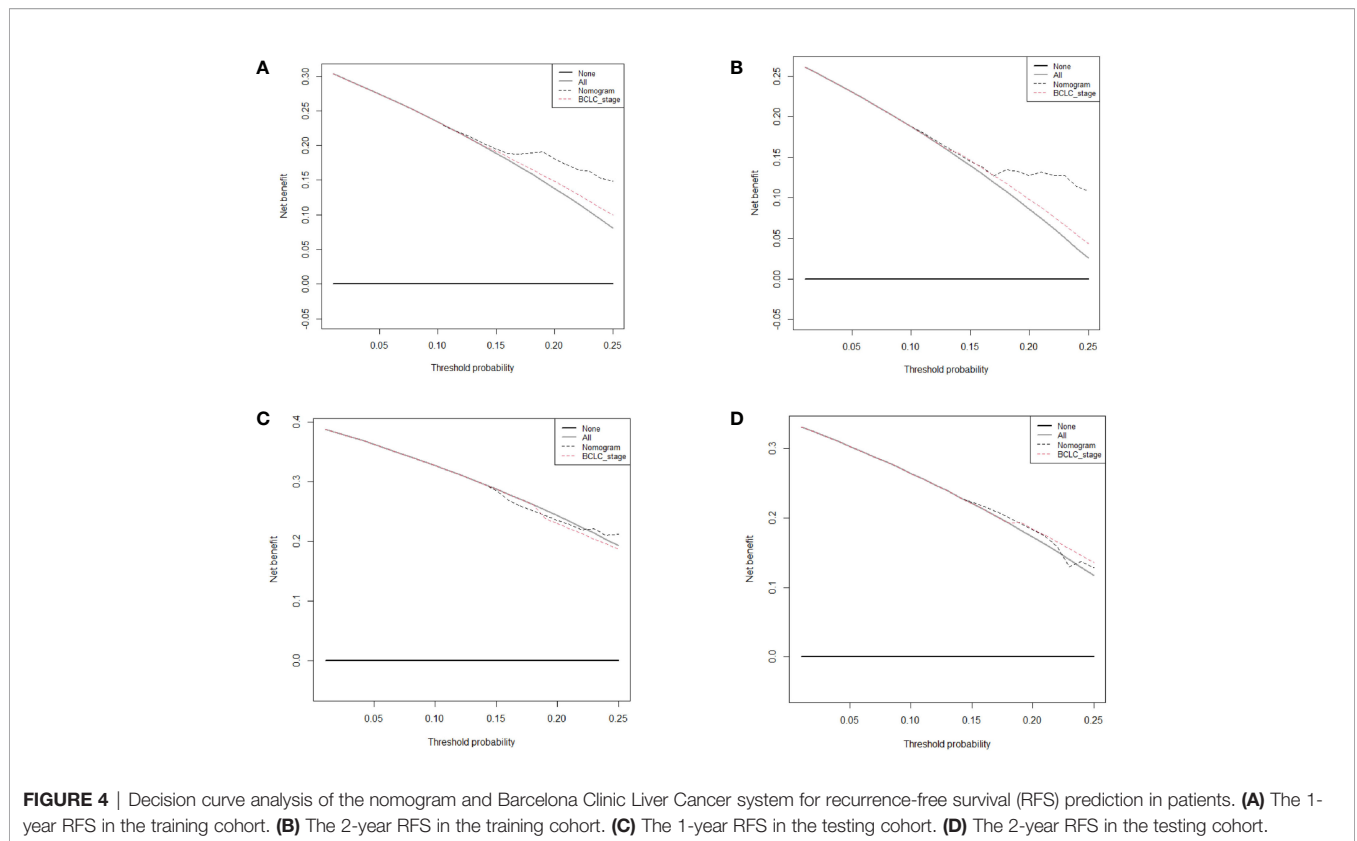 A
None
All
Nomogram
BCLC_stage
Net benefit
-0.05
0.00
0.05
0.10
0.15
0.20
0.25
0.30
0.05
0.10
0.15
0.20
0.25
Threshold probability
B
None
All
Nomogram
BCLC_stage
Net benefit
-0.05
0.00
0.05
0.10
0.15
0.20
0.25
0.05
0.10
0.15
0.20
0.25
Threshold probability
C
None
All
Nomogram
BCLC_stage
Net benefit
0.0
0.1
0.2
0.3
0.4
0.05
0.10
0.15
0.20
0.25
Threshold probability
D
None
All
Nomogram
BCLC_stage
Net benefit
0.0
0.1
0.2
0.3
0.05
0.10
0.15
0.20
0.25
Threshold probability
FIGURE 4 | Decision curve analysis of the nomogram and Barcelona Clinic Liver Cancer system for recurrence-free survival (RFS) prediction in patients. (A) The 1-
year RFS in the training cohort. (B) The 2-year RFS in the training cohort. (C) The 1-year RFS in the testing cohort. (D) The 2-year RFS in the testing cohort.